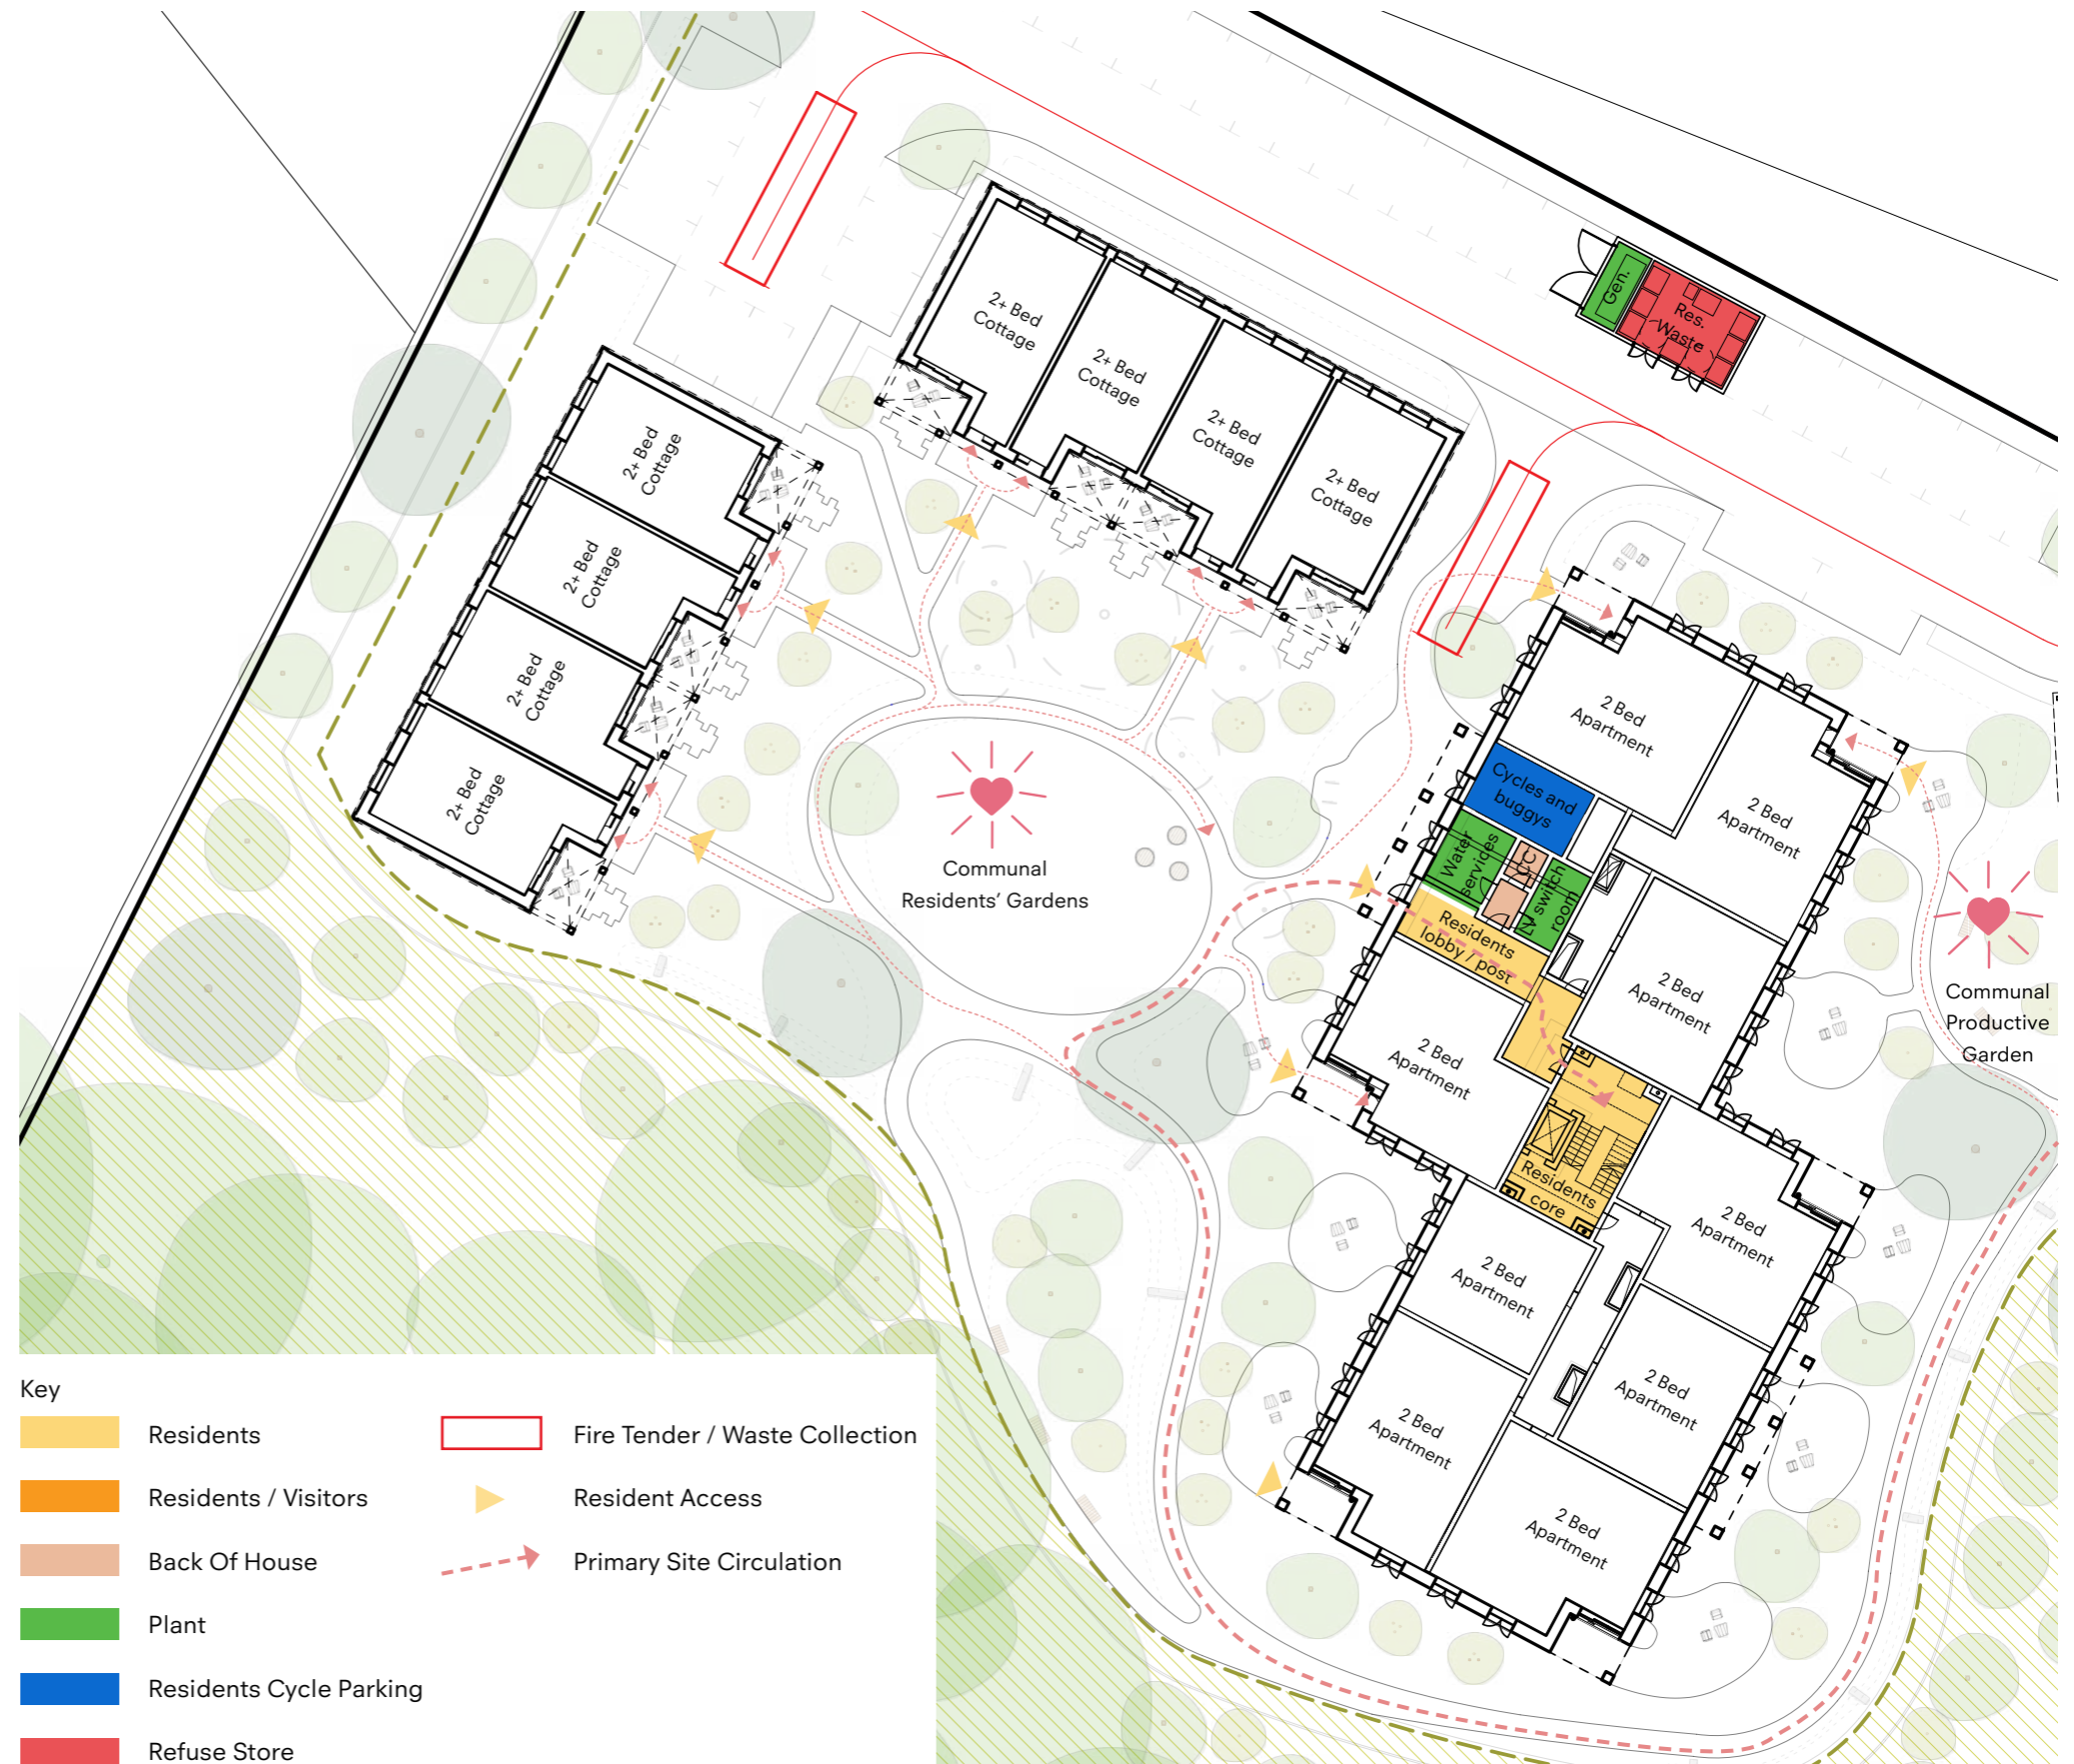 Gen.
Res.
Waste
2+ Bed
Cottage
2+ Bed
Cottage
2+ Bed
Cottage
2+ Bed
Cottage
2+ Bed
Cottage
2+ Bed
Cottage
2+ Bed
Cottage
2+ Bed
Cottage
Communal
Residents' Gardens
2 Bed
Apartment
2 Bed
Apartment
Cycles and
buggys
Water
services
WC
LV switch
room
Residents
lobby / post
2 Bed
Apartment
2 Bed
Apartment
Communal
Productive
Garden
Residents
core
2 Bed
Apartment
2 Bed
Apartment
2 Bed
Apartment
2 Bed
Apartment
2 Bed
Apartment
Key
Residents
Residents / Visitors
Back Of House
Plant
Residents Cycle Parking
Refuse Store
Fire Tender / Waste Collection
Resident Access
Primary Site Circulation